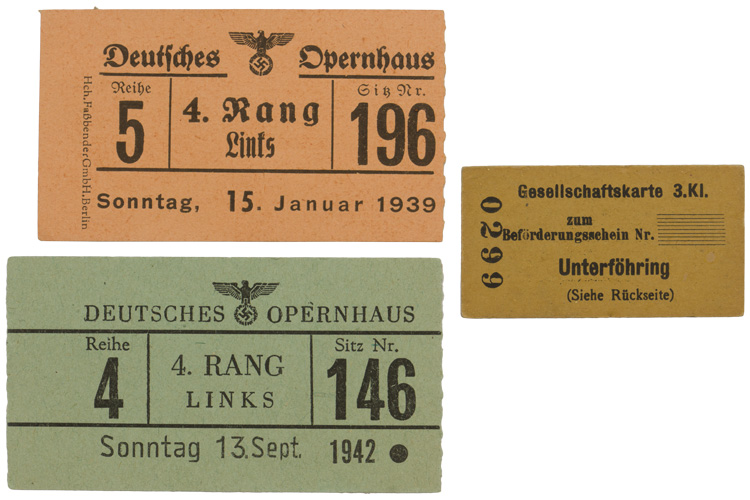 Deutsches Opernhaus
Reihe
5
4. Rang
Links
Sitz Nr.
196
Sonntag, 15. Januar 1939
Hch. Faßbender GmbH. Berlin
DEUTSCHES OPERNHAUS
Reihe
4
4. RANG
LINKS
Sitz Nr.
146
Sonntag 13. Sept. 1942
Gesellschaftskarte 3.Kl.
zum
Beförderungsschein Nr.
Unterföhring
(Siehe Rückseite)
0299